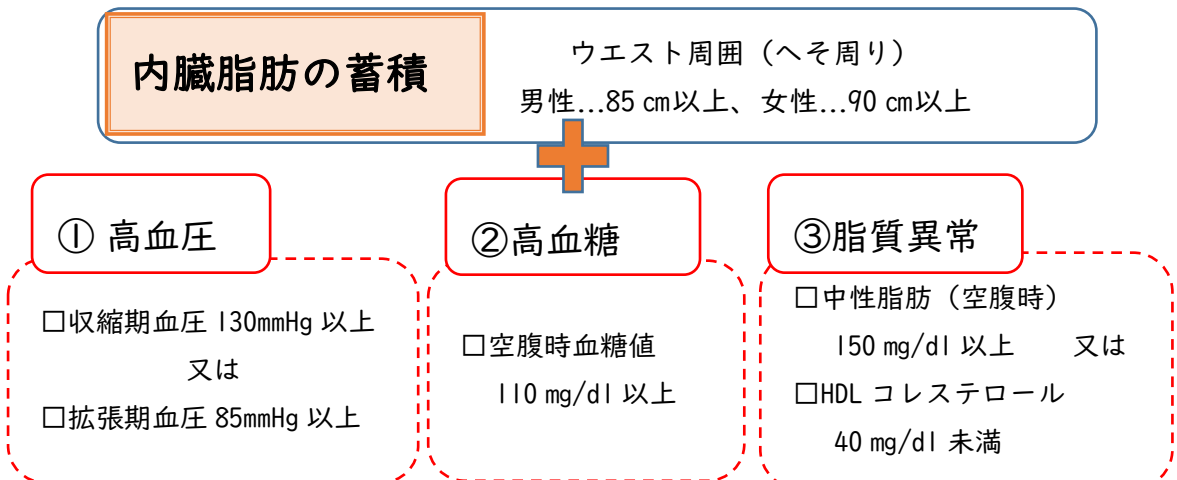 内臓脂肪の蓄積
ウエスト周囲（へそ周り）
男性…85㎝以上、女性…90㎝以上
① 高血圧
□収縮期血圧 130mmHg 以上
又は
□拡張期血圧 85mmHg 以上
②高血糖
□空腹時血糖値
110 mg/dl 以上
③脂質異常
□中性脂肪（空腹時）
150 mg/dl 以上　又は
□HDL コレステロール
40 mg/dl 未満